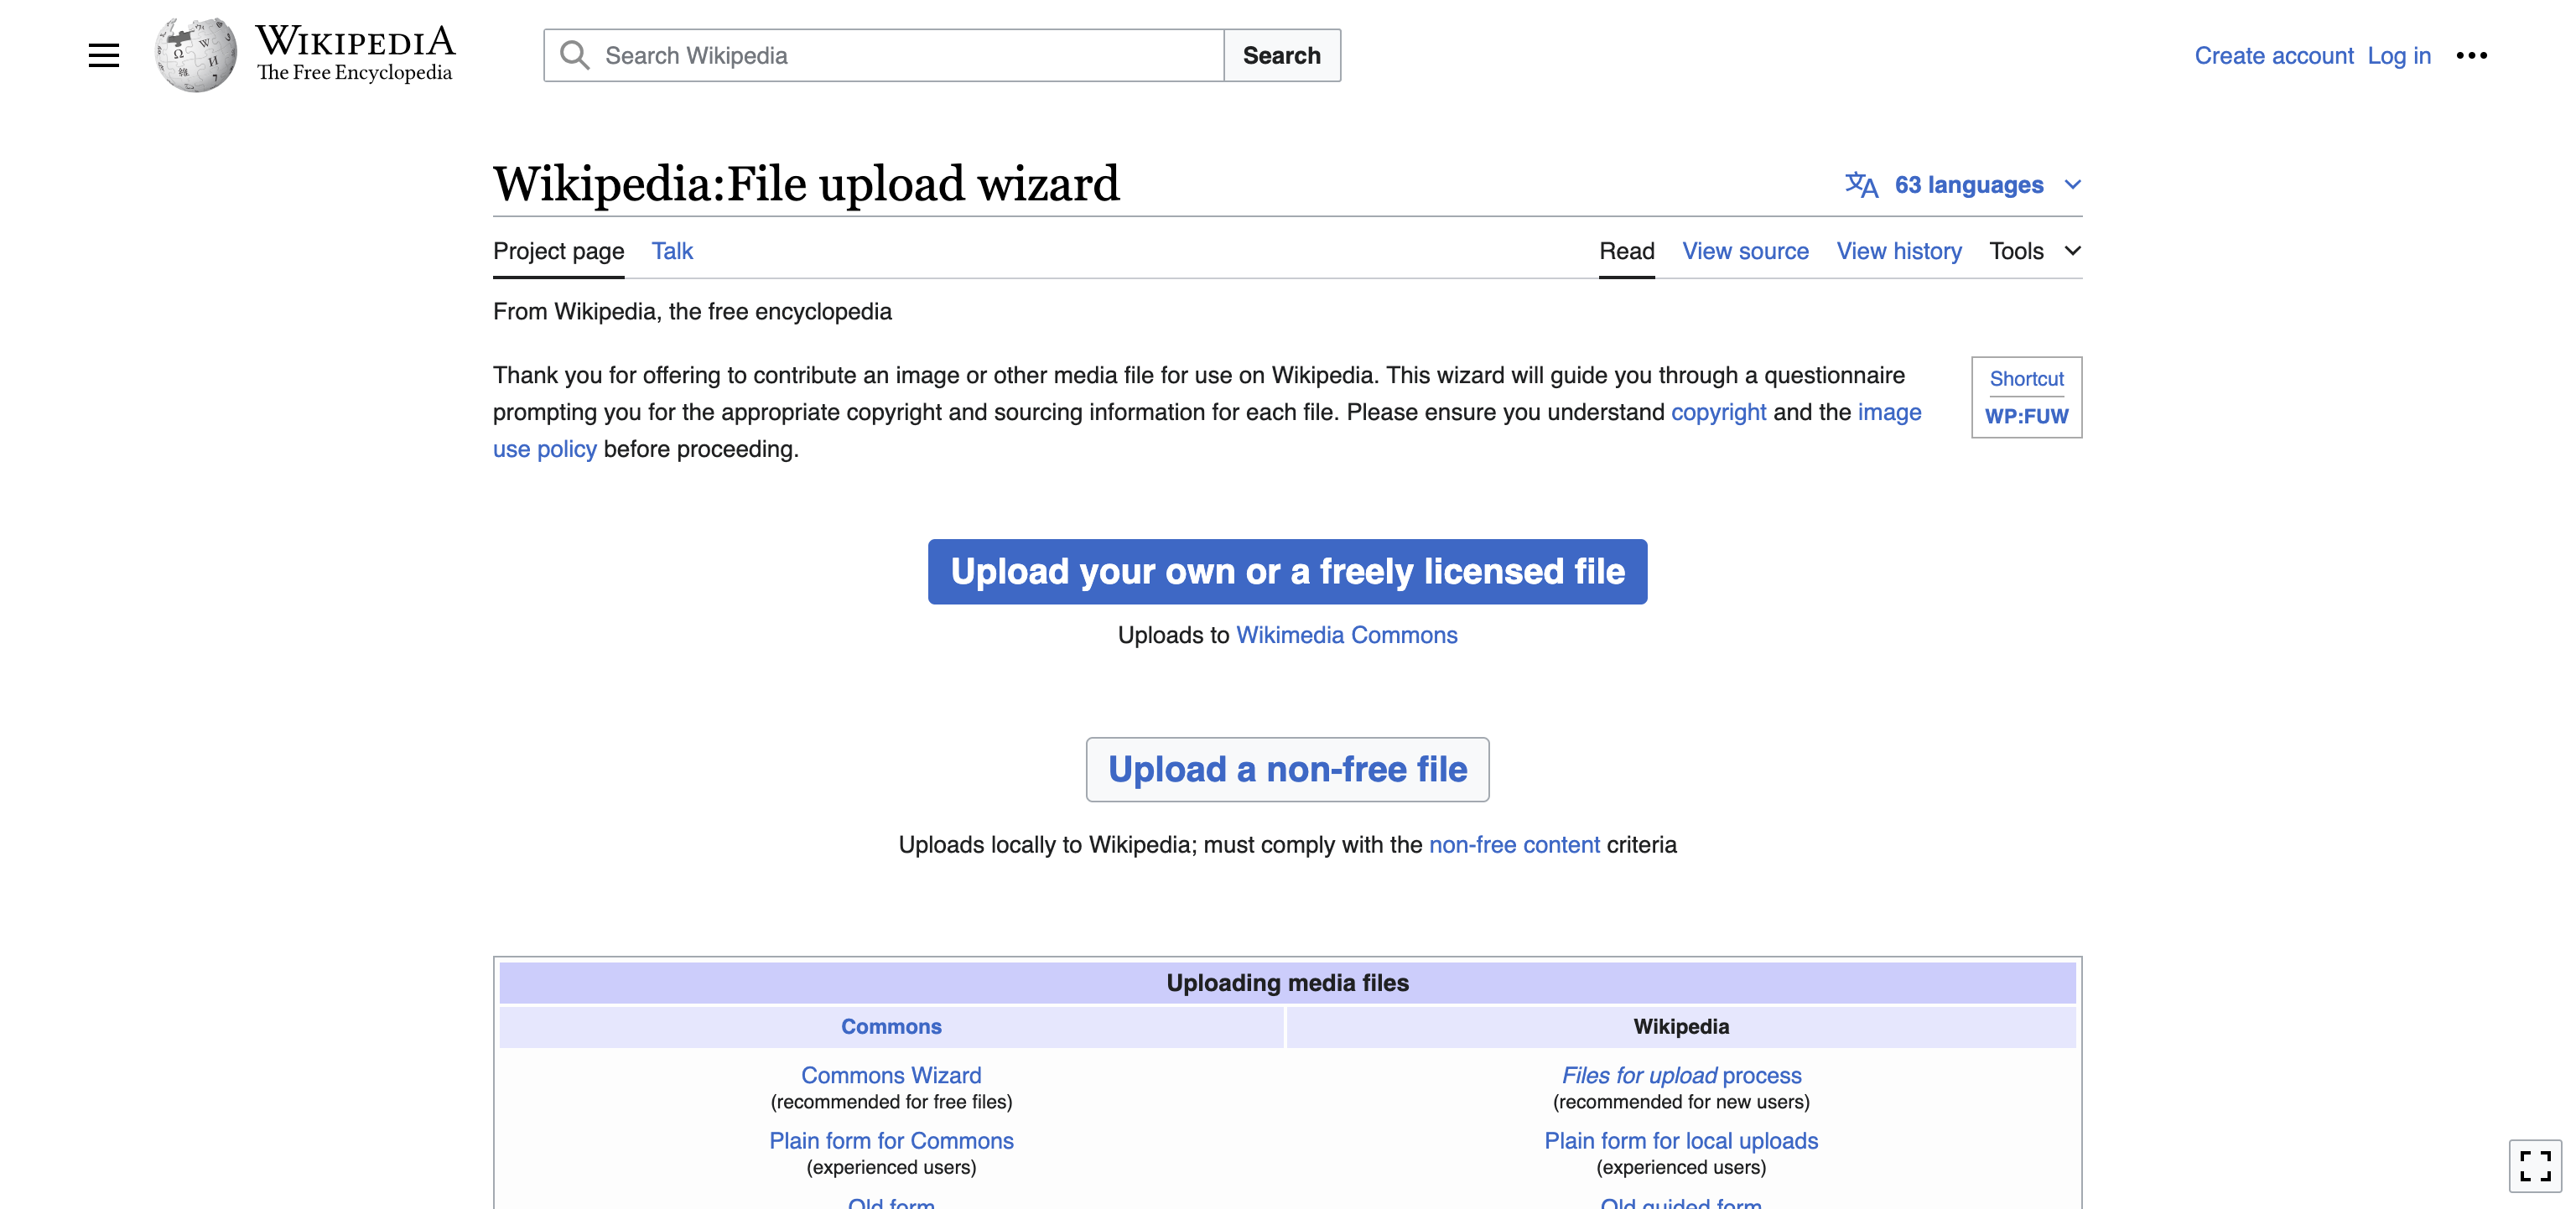 WIKIPEDIA
The Free Encyclopedia
Search Wikipedia
Search
Create account Log in
Wikipedia:File upload wizard
63 languages
Project page Talk
Read View source View history Tools
From Wikipedia, the free encyclopedia
Thank you for offering to contribute an image or other media file for use on Wikipedia. This wizard will guide you through a questionnaire
prompting you for the appropriate copyright and sourcing information for each file. Please ensure you understand copyright and the image
use policy before proceeding.
Shortcut
WP:FUW
Upload your own or a freely licensed file
Uploads to Wikimedia Commons
Upload a non-free file
Uploads locally to Wikipedia; must comply with the non-free content criteria
Uploading media files
Commons
Wikipedia
Commons Wizard
(recommended for free files)
Files for upload process
(recommended for new users)
Plain form for Commons
(experienced users)
Plain form for local uploads
(experienced users)
Old form
Old guided form